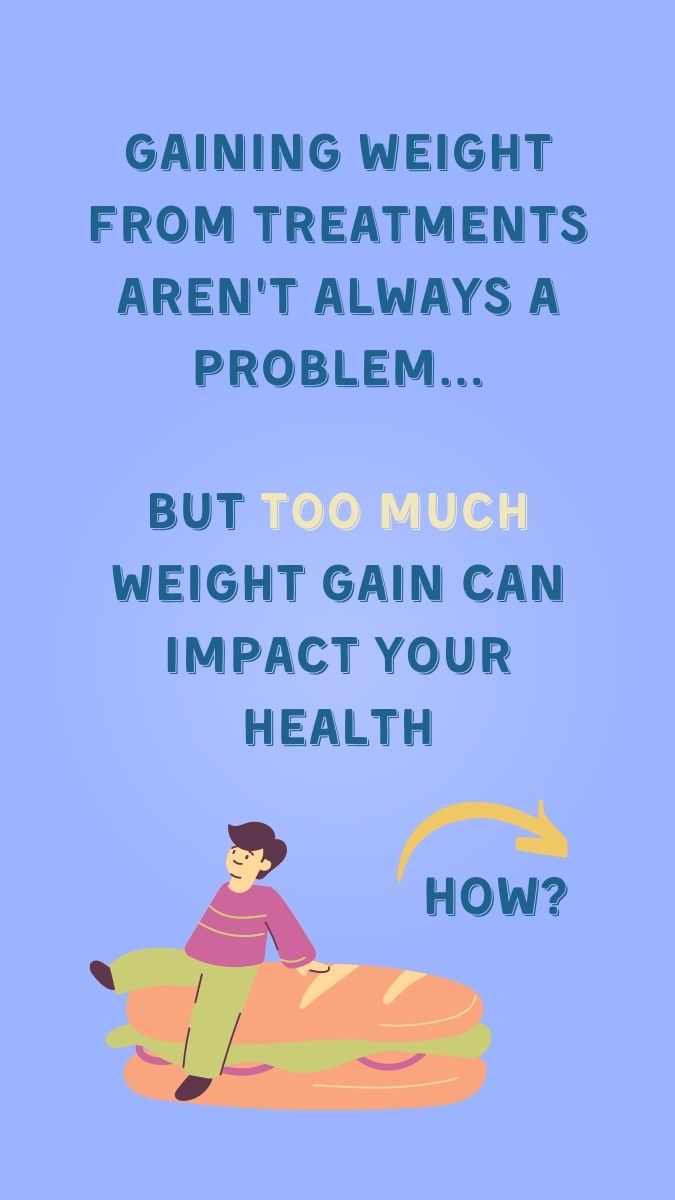 GAINING WEIGHT
FROM TREATMENTS
AREN'T ALWAYS A
PROBLEM...
BUT TOO MUCH
WEIGHT GAIN CAN
IMPACT YOUR
HEALTH
HOW?